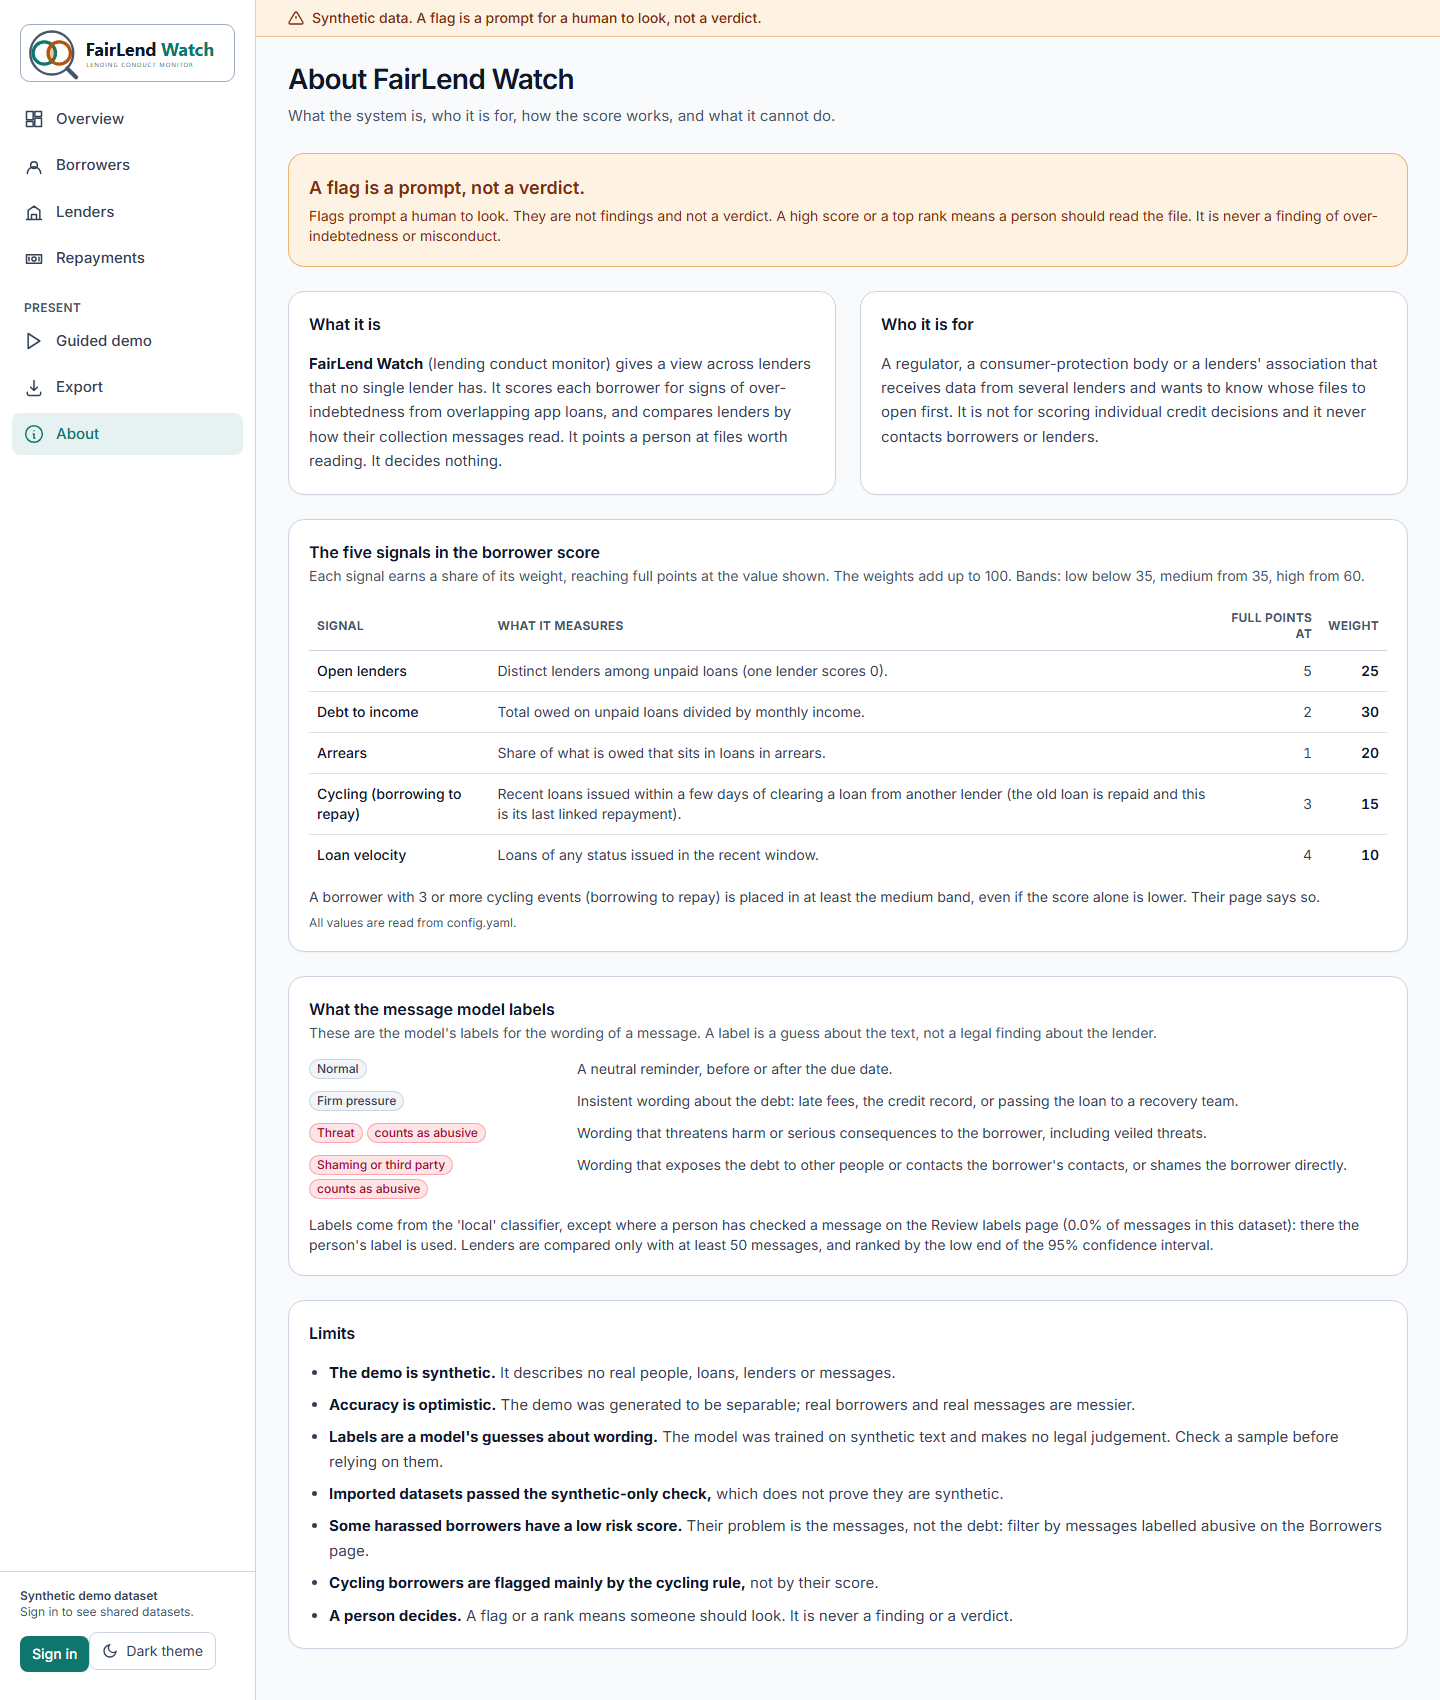 FairLend Watch
LENDING CONDUCT MONITOR
Overview
Borrowers
Lenders
Repayments
PRESENT
Guided demo
Export
About
Synthetic demo dataset
Sign in to see shared datasets.
Sign in
Dark theme
Synthetic data. A flag is a prompt for a human to look, not a verdict.
About FairLend Watch
What the system is, who it is for, how the score works, and what it cannot do.
A flag is a prompt, not a verdict.
Flags prompt a human to look. They are not findings and not a verdict. A high score or a top rank means a person should read the file. It is never a finding of over-
indebtedness or misconduct.
What it is
FairLend Watch (lending conduct monitor) gives a view across lenders
that no single lender has. It scores each borrower for signs of over-
indebtedness from overlapping app loans, and compares lenders by
how their collection messages read. It points a person at files worth
reading. It decides nothing.
Who it is for
A regulator, a consumer-protection body or a lenders' association that
receives data from several lenders and wants to know whose files to
open first. It is not for scoring individual credit decisions and it never
contacts borrowers or lenders.
The five signals in the borrower score
Each signal earns a share of its weight, reaching full points at the value shown. The weights add up to 100. Bands: low below 35, medium from 35, high from 60.
SIGNAL WHAT IT MEASURES FULL POINTS AT WEIGHT
Open lenders Distinct lenders among unpaid loans (one lender scores 0). 5 25
Debt to income Total owed on unpaid loans divided by monthly income. 2 30
Arrears Share of what is owed that sits in loans in arrears. 1 20
Cycling (borrowing to
repay)
Recent loans issued within a few days of clearing a loan from another lender (the old loan is repaid and this
is its last linked repayment).
3 15
Loan velocity Loans of any status issued in the recent window. 4 10
A borrower with 3 or more cycling events (borrowing to repay) is placed in at least the medium band, even if the score alone is lower. Their page says so.
All values are read from config.yaml.
What the message model labels
These are the model's labels for the wording of a message. A label is a guess about the text, not a legal finding about the lender.
Normal A neutral reminder, before or after the due date.
Firm pressure Insistent wording about the debt: late fees, the credit record, or passing the loan to a recovery team.
Threat counts as abusive Wording that threatens harm or serious consequences to the borrower, including veiled threats.
Shaming or third party Wording that exposes the debt to other people or contacts the borrower's contacts, or shames the borrower directly.
counts as abusive
Labels come from the 'local' classifier, except where a person has checked a message on the Review labels page (0.0% of messages in this dataset): there the
person's label is used. Lenders are compared only with at least 50 messages, and ranked by the low end of the 95% confidence interval.
Limits
• The demo is synthetic. It describes no real people, loans, lenders or messages.
• Accuracy is optimistic. The demo was generated to be separable; real borrowers and real messages are messier.
• Labels are a model's guesses about wording. The model was trained on synthetic text and makes no legal judgement. Check a sample before
relying on them.
• Imported datasets passed the synthetic-only check, which does not prove they are synthetic.
• Some harassed borrowers have a low risk score. Their problem is the messages, not the debt: filter by messages labelled abusive on the Borrowers
page.
• Cycling borrowers are flagged mainly by the cycling rule, not by their score.
• A person decides. A flag or a rank means someone should look. It is never a finding or a verdict.